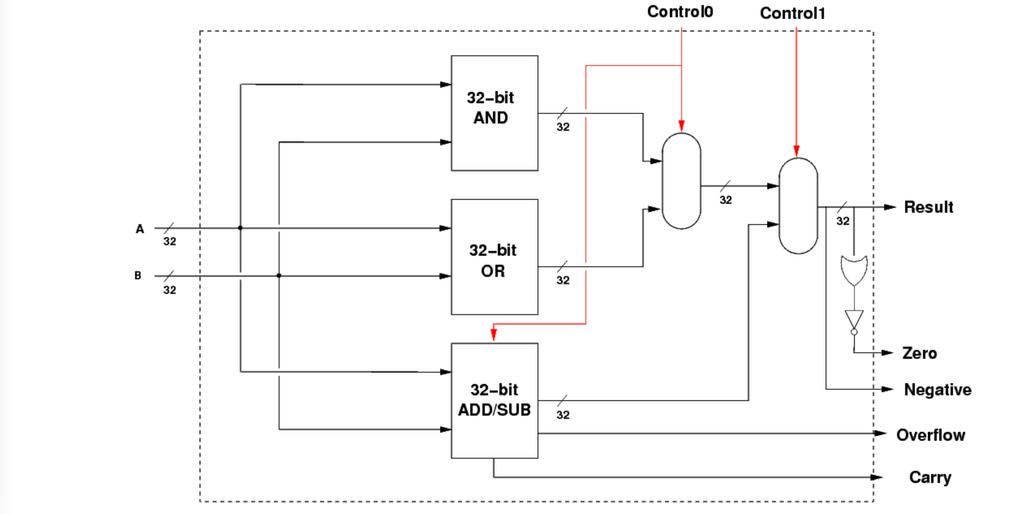 Control0
Control1
32-bit
AND
32
32
A
32
32-bit
OR
32
Result
32
B
32
32
Zero
32-bit
ADD/SUB
32
Negative
Overflow
Carry